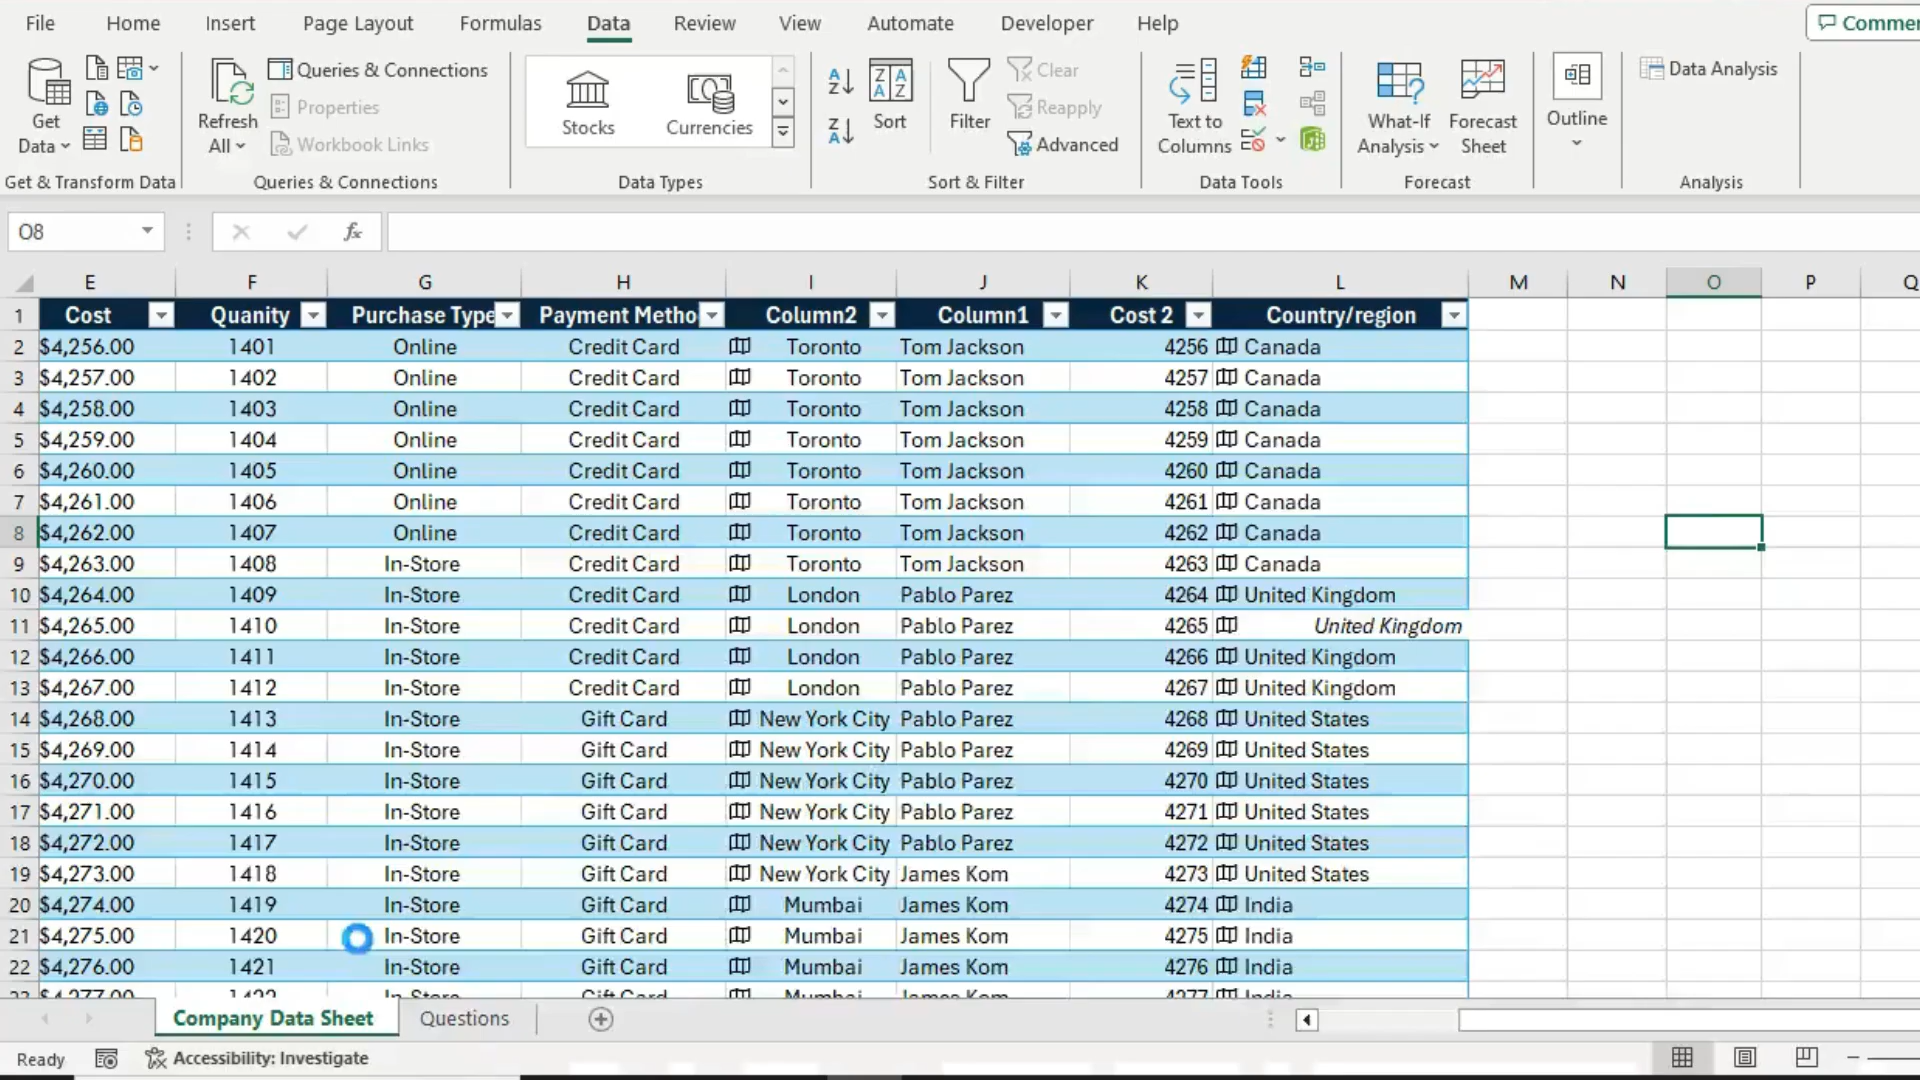 File Home Insert Page Layout Formulas Data Review View Automate Developer Help Commen
Get Data
Refresh All
Queries & Connections
Properties
Workbook Links
Stocks Currencies
Sort
Filter
Clear
Reapply
Advanced
Text to Columns
What-If Analysis
Forecast Sheet
Outline
Data Analysis
Get & Transform Data Queries & Connections Data Types Sort & Filter Data Tools Forecast Analysis
O8 fx
E F G H I J K L M N O P Q
1 Cost Quanity Purchase Type Payment Metho Column2 Column1 Cost 2 Country/region
2 $4,256.00 1401 Online Credit Card Toronto Tom Jackson 4256 Canada
3 $4,257.00 1402 Online Credit Card Toronto Tom Jackson 4257 Canada
4 $4,258.00 1403 Online Credit Card Toronto Tom Jackson 4258 Canada
5 $4,259.00 1404 Online Credit Card Toronto Tom Jackson 4259 Canada
6 $4,260.00 1405 Online Credit Card Toronto Tom Jackson 4260 Canada
7 $4,261.00 1406 Online Credit Card Toronto Tom Jackson 4261 Canada
8 $4,262.00 1407 Online Credit Card Toronto Tom Jackson 4262 Canada
9 $4,263.00 1408 In-Store Credit Card Toronto Tom Jackson 4263 Canada
10 $4,264.00 1409 In-Store Credit Card London Pablo Parez 4264 United Kingdom
11 $4,265.00 1410 In-Store Credit Card London Pablo Parez 4265 United Kingdom
12 $4,266.00 1411 In-Store Credit Card London Pablo Parez 4266 United Kingdom
13 $4,267.00 1412 In-Store Credit Card London Pablo Parez 4267 United Kingdom
14 $4,268.00 1413 In-Store Gift Card New York City Pablo Parez 4268 United States
15 $4,269.00 1414 In-Store Gift Card New York City Pablo Parez 4269 United States
16 $4,270.00 1415 In-Store Gift Card New York City Pablo Parez 4270 United States
17 $4,271.00 1416 In-Store Gift Card New York City Pablo Parez 4271 United States
18 $4,272.00 1417 In-Store Gift Card New York City Pablo Parez 4272 United States
19 $4,273.00 1418 In-Store Gift Card New York City James Kom 4273 United States
20 $4,274.00 1419 In-Store Gift Card Mumbai James Kom 4274 India
21 $4,275.00 1420 In-Store Gift Card Mumbai James Kom 4275 India
22 $4,276.00 1421 In-Store Gift Card Mumbai James Kom 4276 India
Company Data Sheet Questions
Ready Accessibility: Investigate